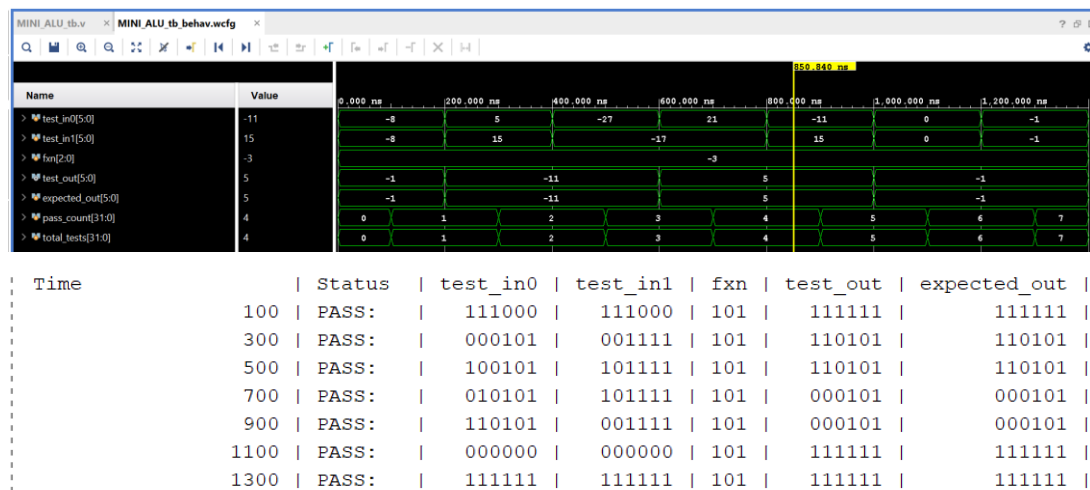 MINI_ALU_tb.v × MINI_ALU_tb_behav.wcfg × ?
850.840 ns
Name Value 0.000 ns 200.000 ns 400.000 ns 600.000 ns 800.000 ns 1,000.000 ns 1,200.000 ns
test_in0[5:0] -11 -8 5 -27 21 -11 0 -1
test_in1[5:0] 15 -8 15 -17 15 0 -1
fxn[2:0] -3 -3
test_out[5:0] 5 -1 -11 5 -1
expected_out[5:0] 5 -1 -11 5 -1
pass_count[31:0] 4 0 1 2 3 4 5 6 7
total_tests[31:0] 4 0 1 2 3 4 5 6 7
| Time | Status | test_in0 | test_in1 | fxn | test_out | expected_out |
100 | PASS: | 111000 | 111000 | 101 | 111111 | 111111 |
300 | PASS: | 000101 | 001111 | 101 | 110101 | 110101 |
500 | PASS: | 100101 | 101111 | 101 | 110101 | 110101 |
700 | PASS: | 010101 | 101111 | 101 | 000101 | 000101 |
900 | PASS: | 110101 | 001111 | 101 | 000101 | 000101 |
1100 | PASS: | 000000 | 000000 | 101 | 111111 | 111111 |
1300 | PASS: | 111111 | 111111 | 101 | 111111 | 111111 |